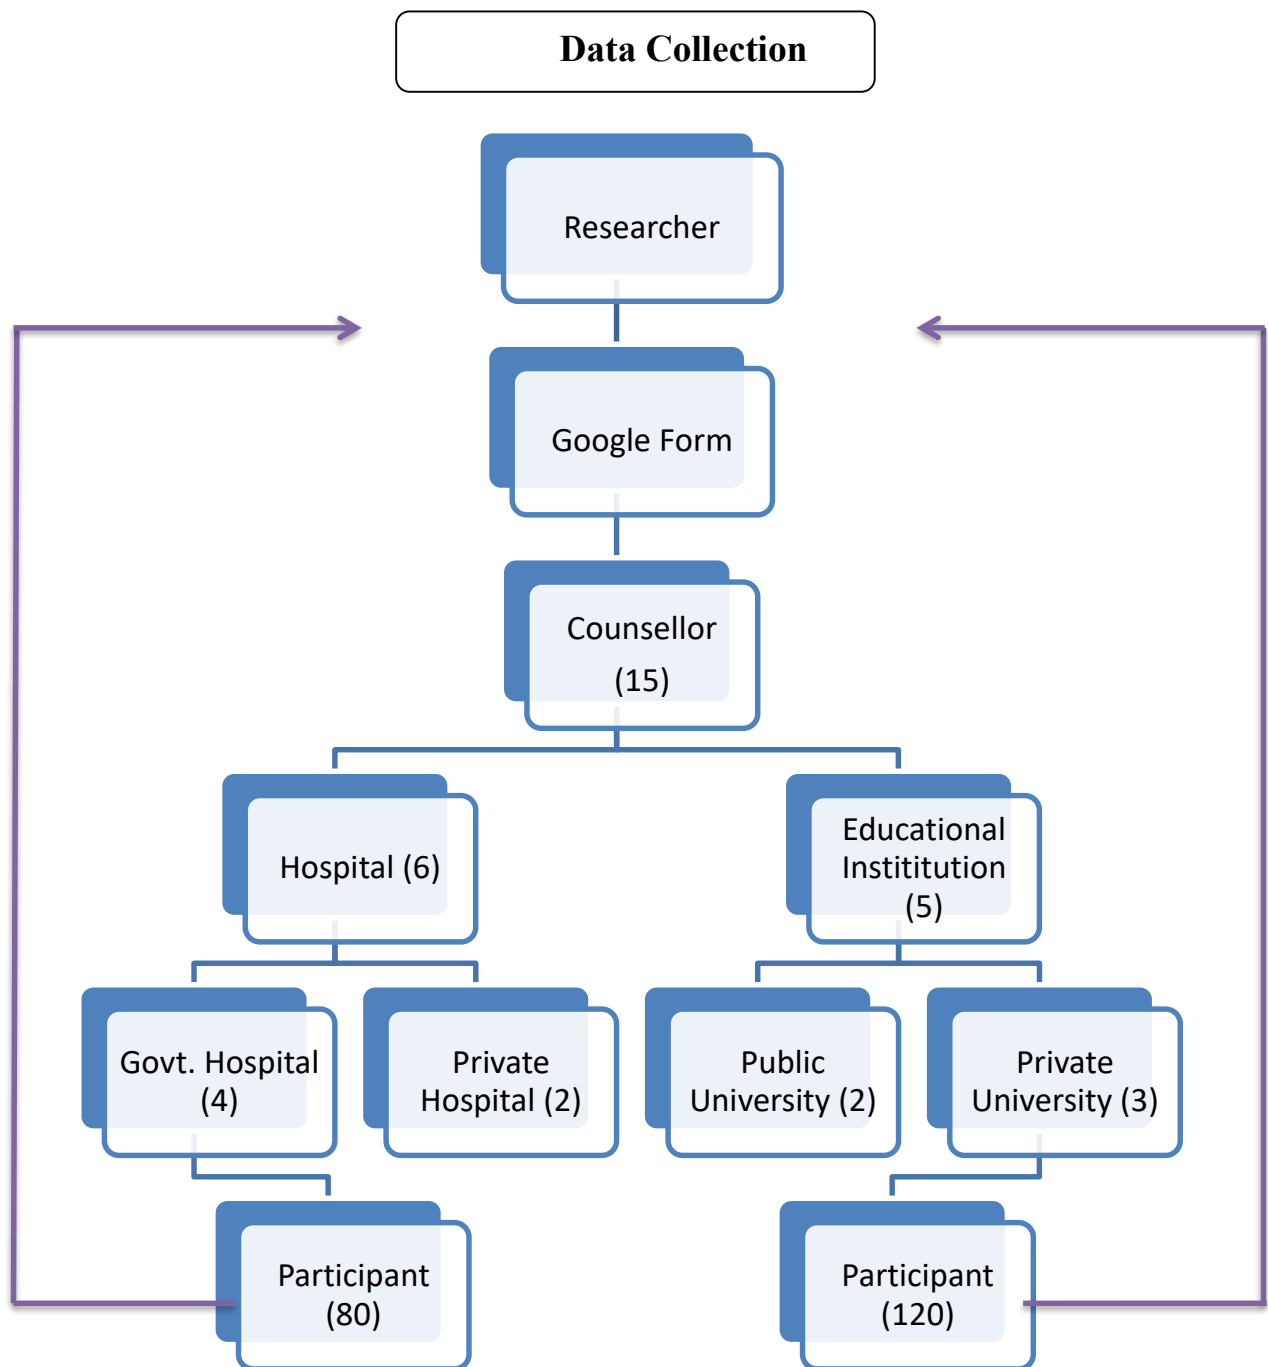 Data Collection
Researcher
Google Form
Counsellor
(15)
Hospital (6)
Educational
Instititution
(5)
Govt. Hospital
(4)
Private
Hospital (2)
Public
University (2)
Private
University (3)
Participant
(80)
Participant
(120)